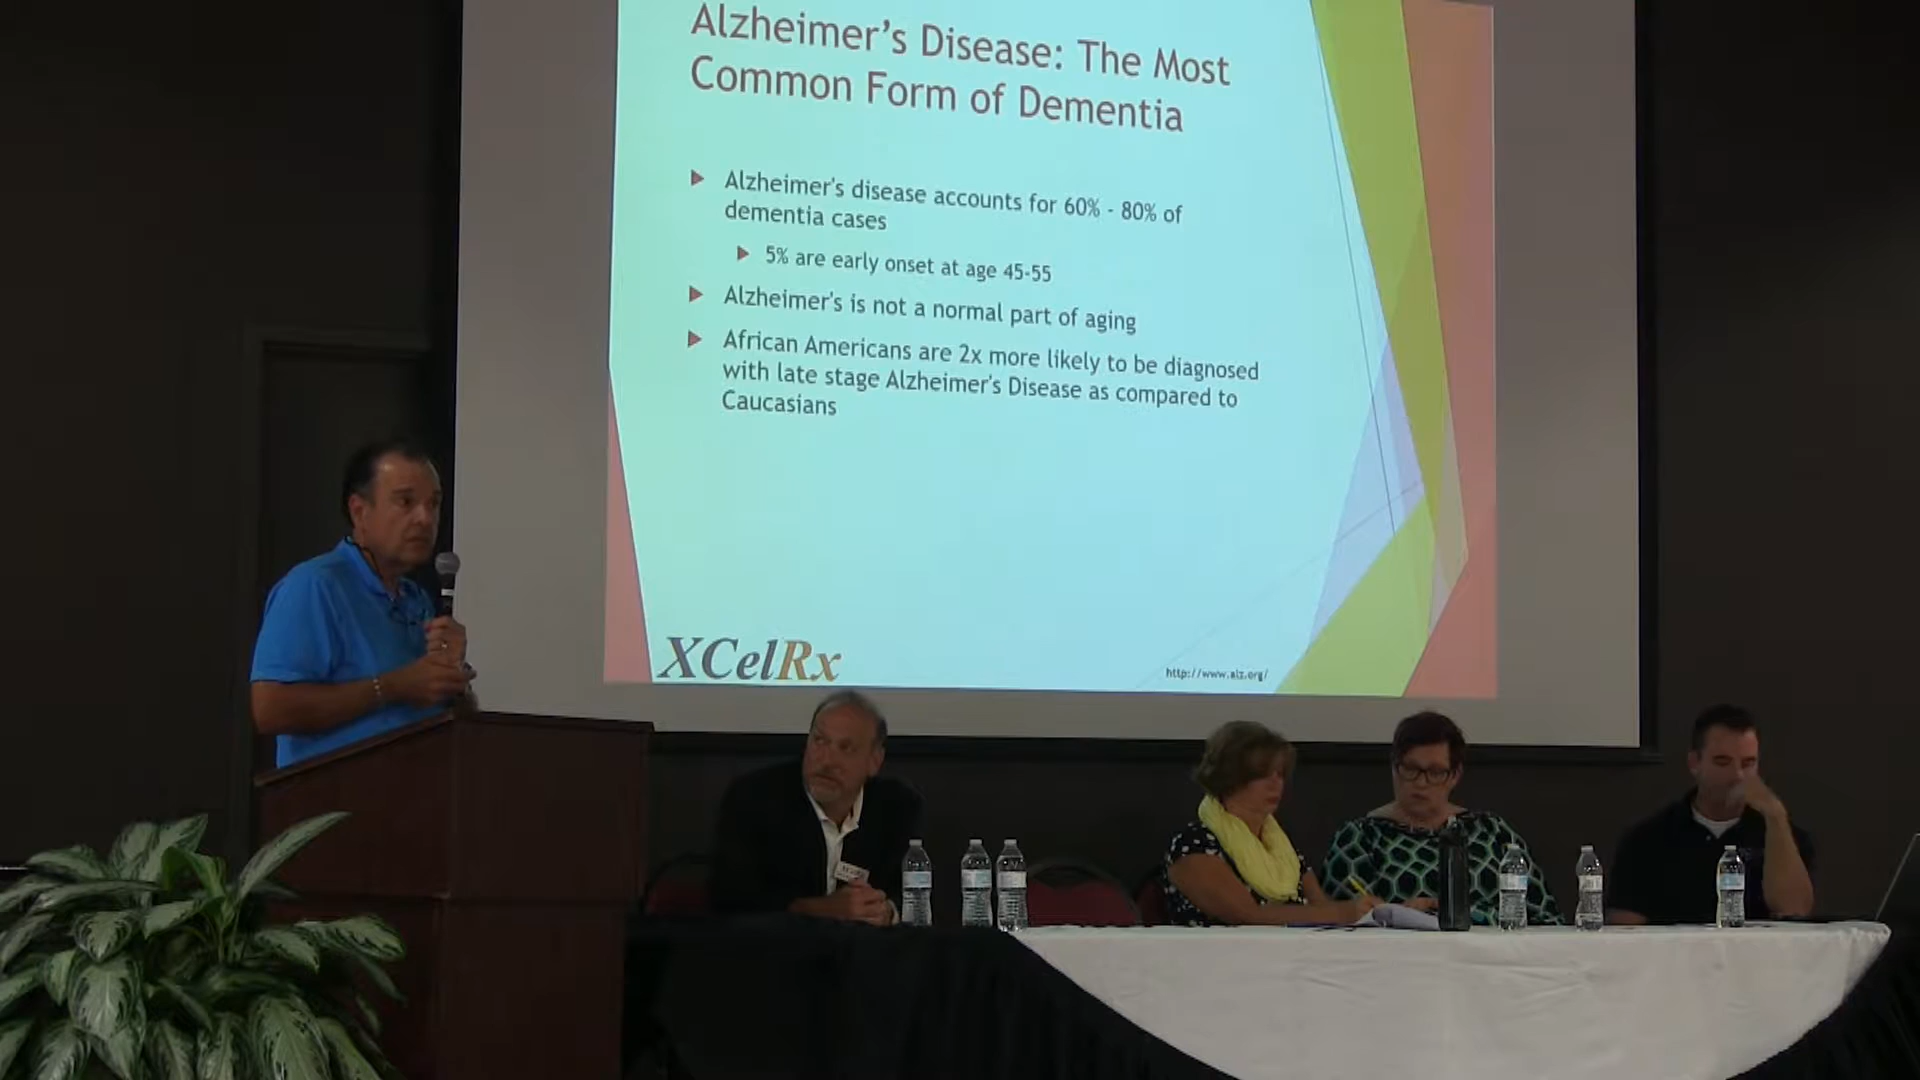 Alzheimer's Disease: The Most
Common Form of Dementia
Alzheimer's disease accounts for 60% - 80% of
dementia cases
5% are early onset at age 45-55
Alzheimer's is not a normal part of aging
African Americans are 2x more likely to be diagnosed
with late stage Alzheimer's Disease as compared to
Caucasians
XCelRx
http://www.alz.org/